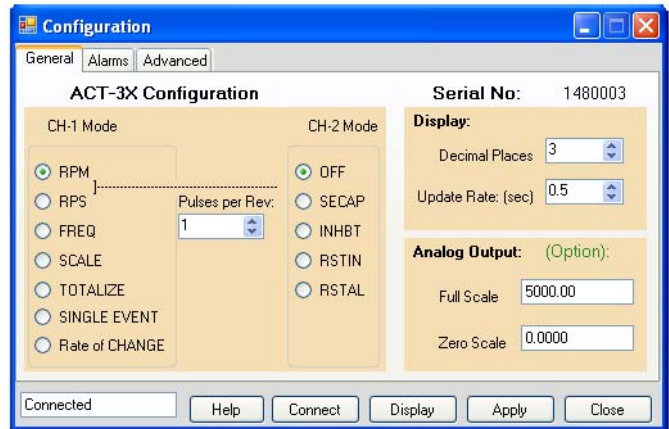 Configuration
General Alarms Advanced
ACT-3X Configuration
CH-1 Mode
CH-2 Mode
RPM
RPS
FREQ
SCALE
TOTALIZE
SINGLE EVENT
Rate of CHANGE
Pulses per Rev:
1
OFF
SECAP
INHBT
RSTIN
RSTAL
Serial No: 1480003
Display:
Decimal Places 3
Update Rate: (sec) 0.5
Analog Output: (Option):
Full Scale 5000.00
Zero Scale 0.0000
Connected Help Connect Display Apply Close